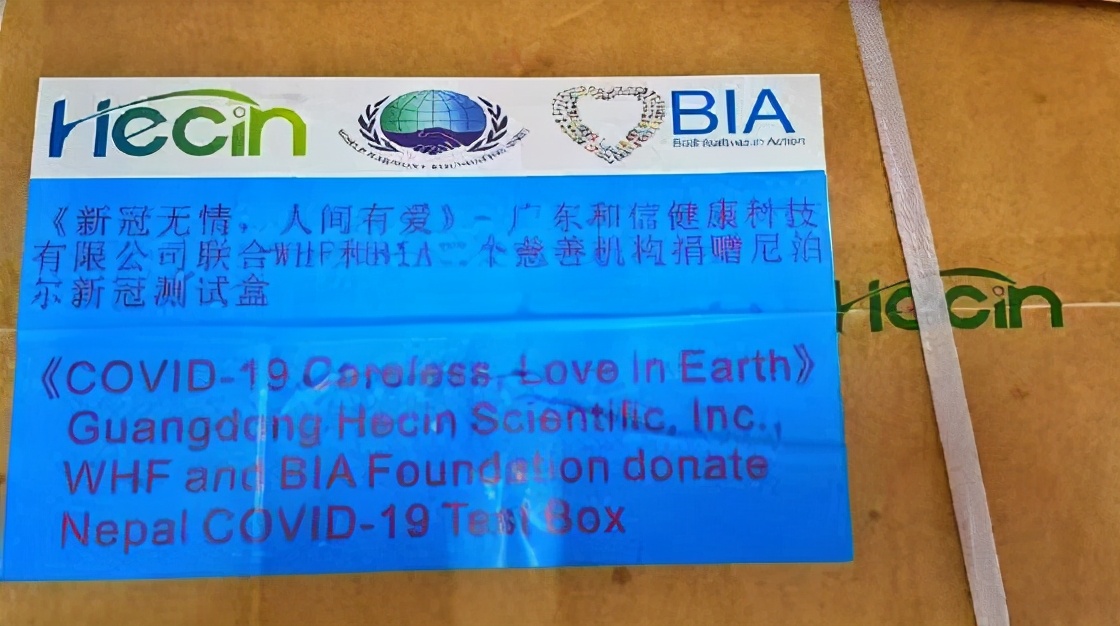 Hecin
BIA
《新冠无情，人间有爱》- 广东和信健康科技
有限公司联合WHF和BIA二个慈善机构捐赠尼泊
尔新冠测试盒
Hecin
《COVID-19 Careless, Love In Earth》
Guangdong Hecin Scientific, Inc.,
WHF and BIA Foundation donate
Nepal COVID-19 Test Box